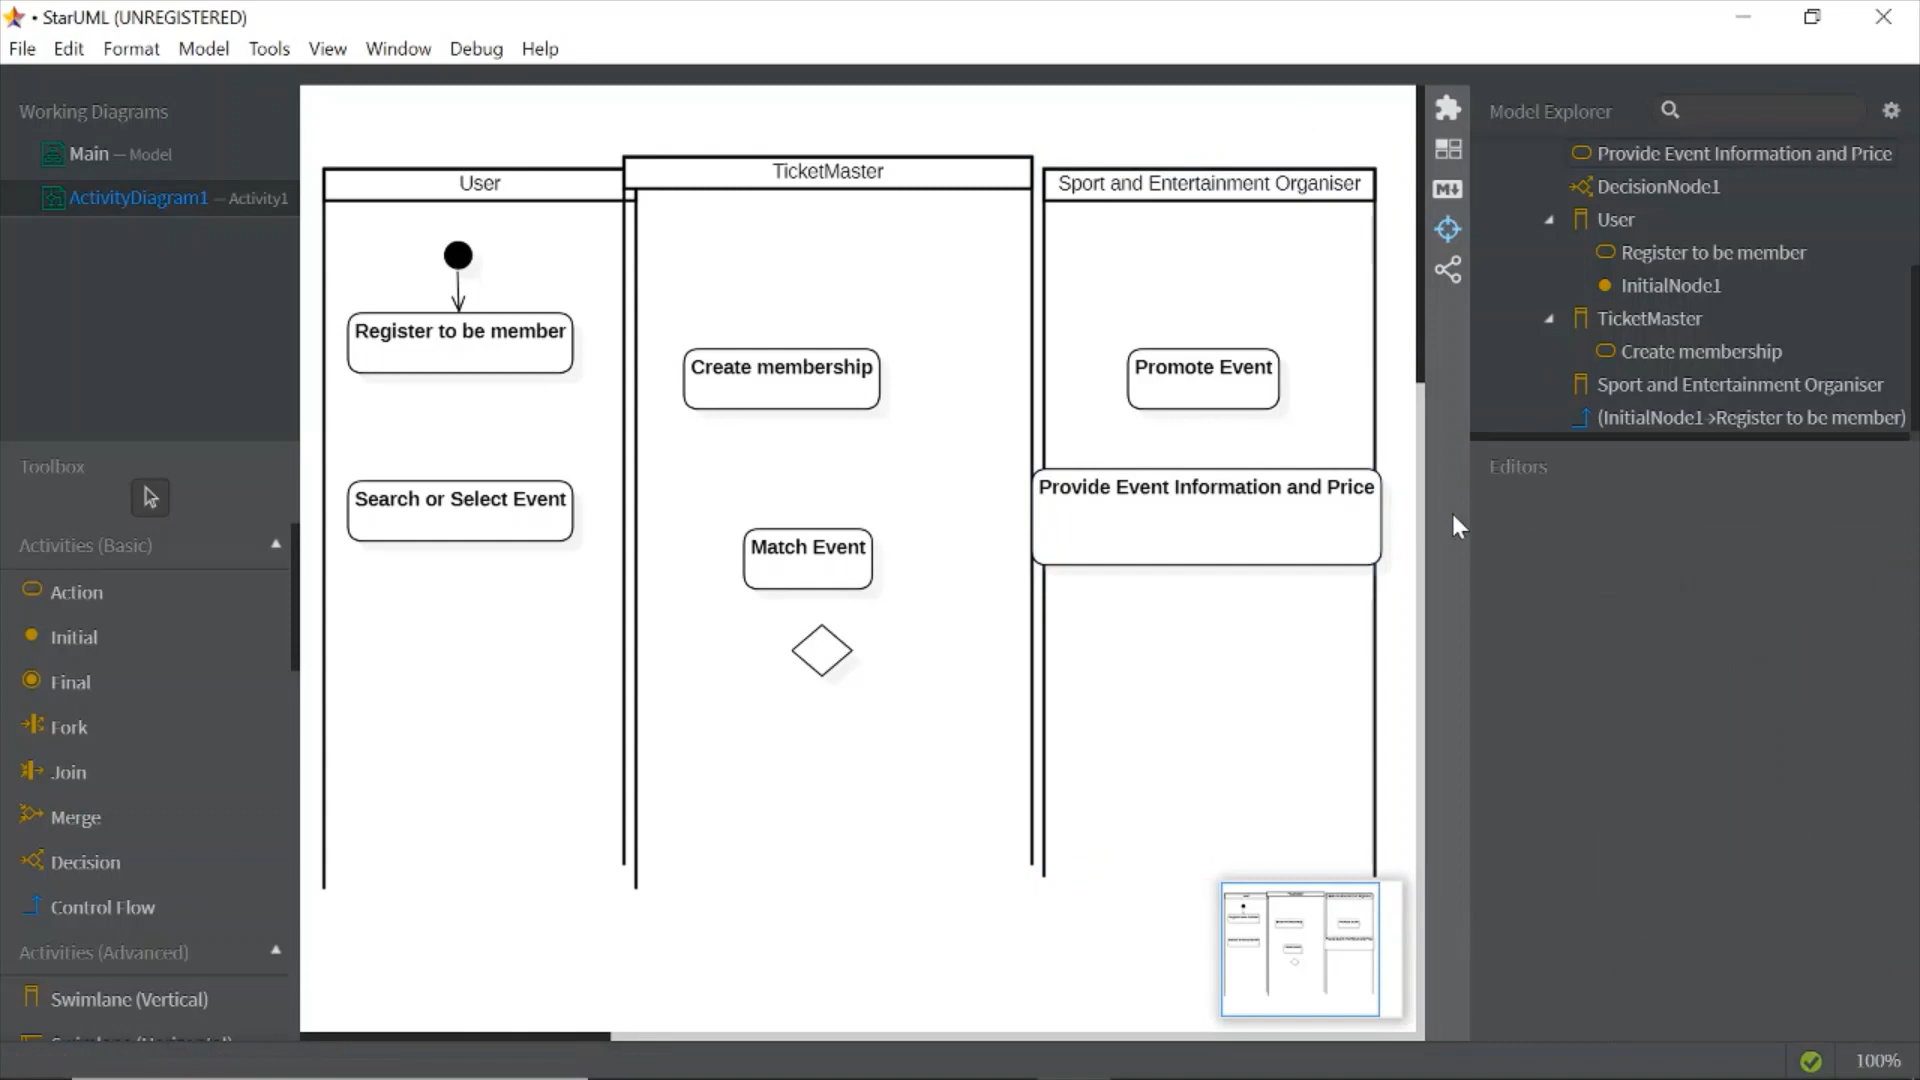 • StarUML (UNREGISTERED)
File Edit Format Model Tools View Window Debug Help
Working Diagrams
Main — Model
ActivityDiagram1 — Activity1
Toolbox
Activities (Basic)
Action
Initial
Final
Fork
Join
Merge
Decision
Control Flow
Activities (Advanced)
Swimlane (Vertical)
User
TicketMaster
Sport and Entertainment Organiser
Register to be member
Create membership
Promote Event
Search or Select Event
Provide Event Information and Price
Match Event
M↓
Model Explorer
Provide Event Information and Price
DecisionNode1
User
Register to be member
InitialNode1
TicketMaster
Create membership
Sport and Entertainment Organiser
(InitialNode1→Register to be member)
Editors
100%